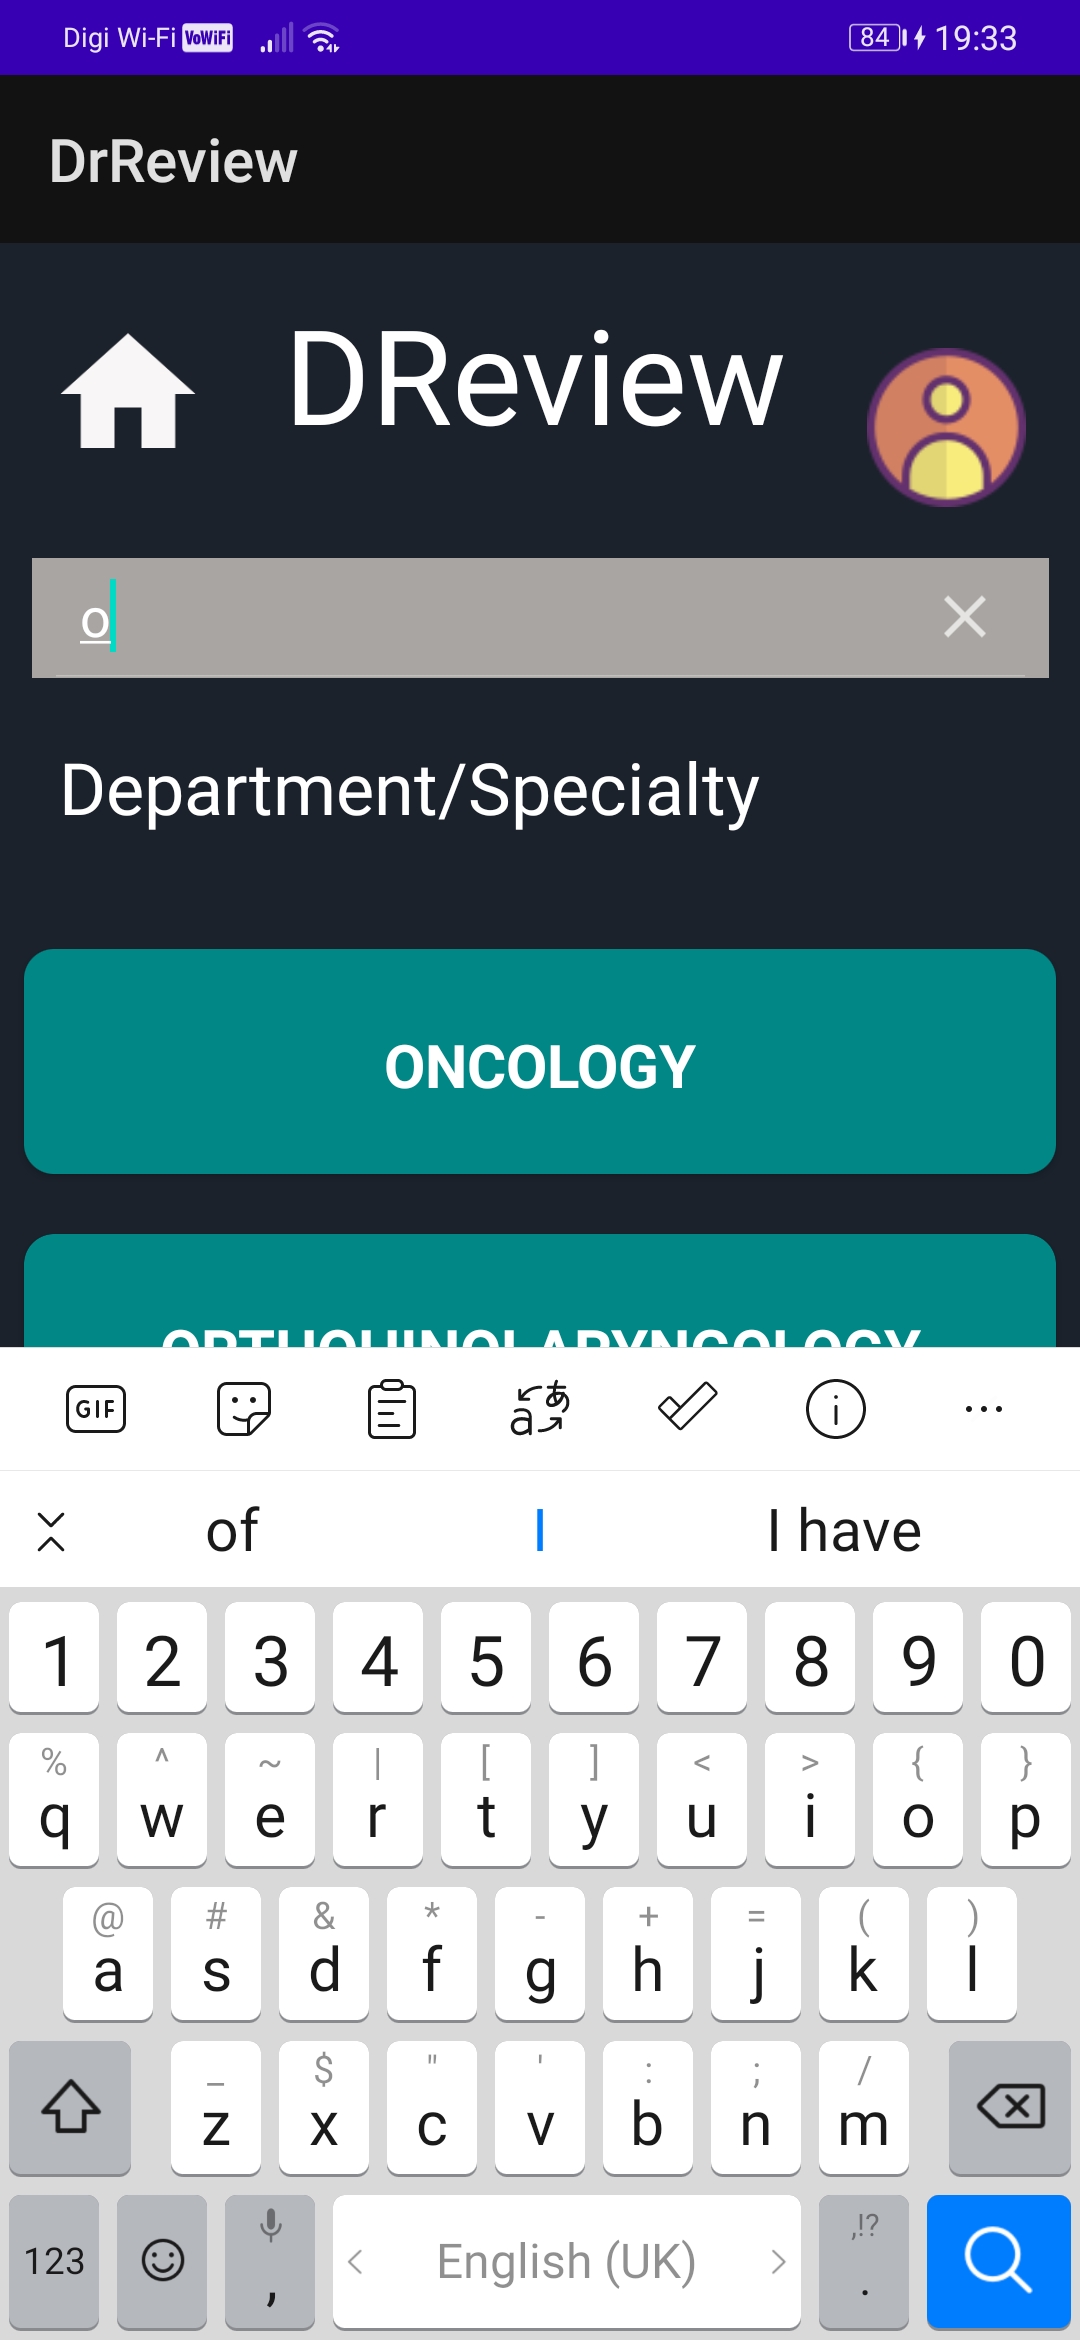 Digi Wi-Fi VoWiFi 84 19:33
DrReview
DReview
o
Department/Specialty
ONCOLOGY
GIF
of I I have
1 2 3 4 5 6 7 8 9 0
% ^ ~ | [ ] < > { }
q w e r t y u i o p
@ # & * - + = ( )
a s d f g h j k l
_ $ " ' : ; /
z x c v b n m
123 , < English (UK) > ,!? .